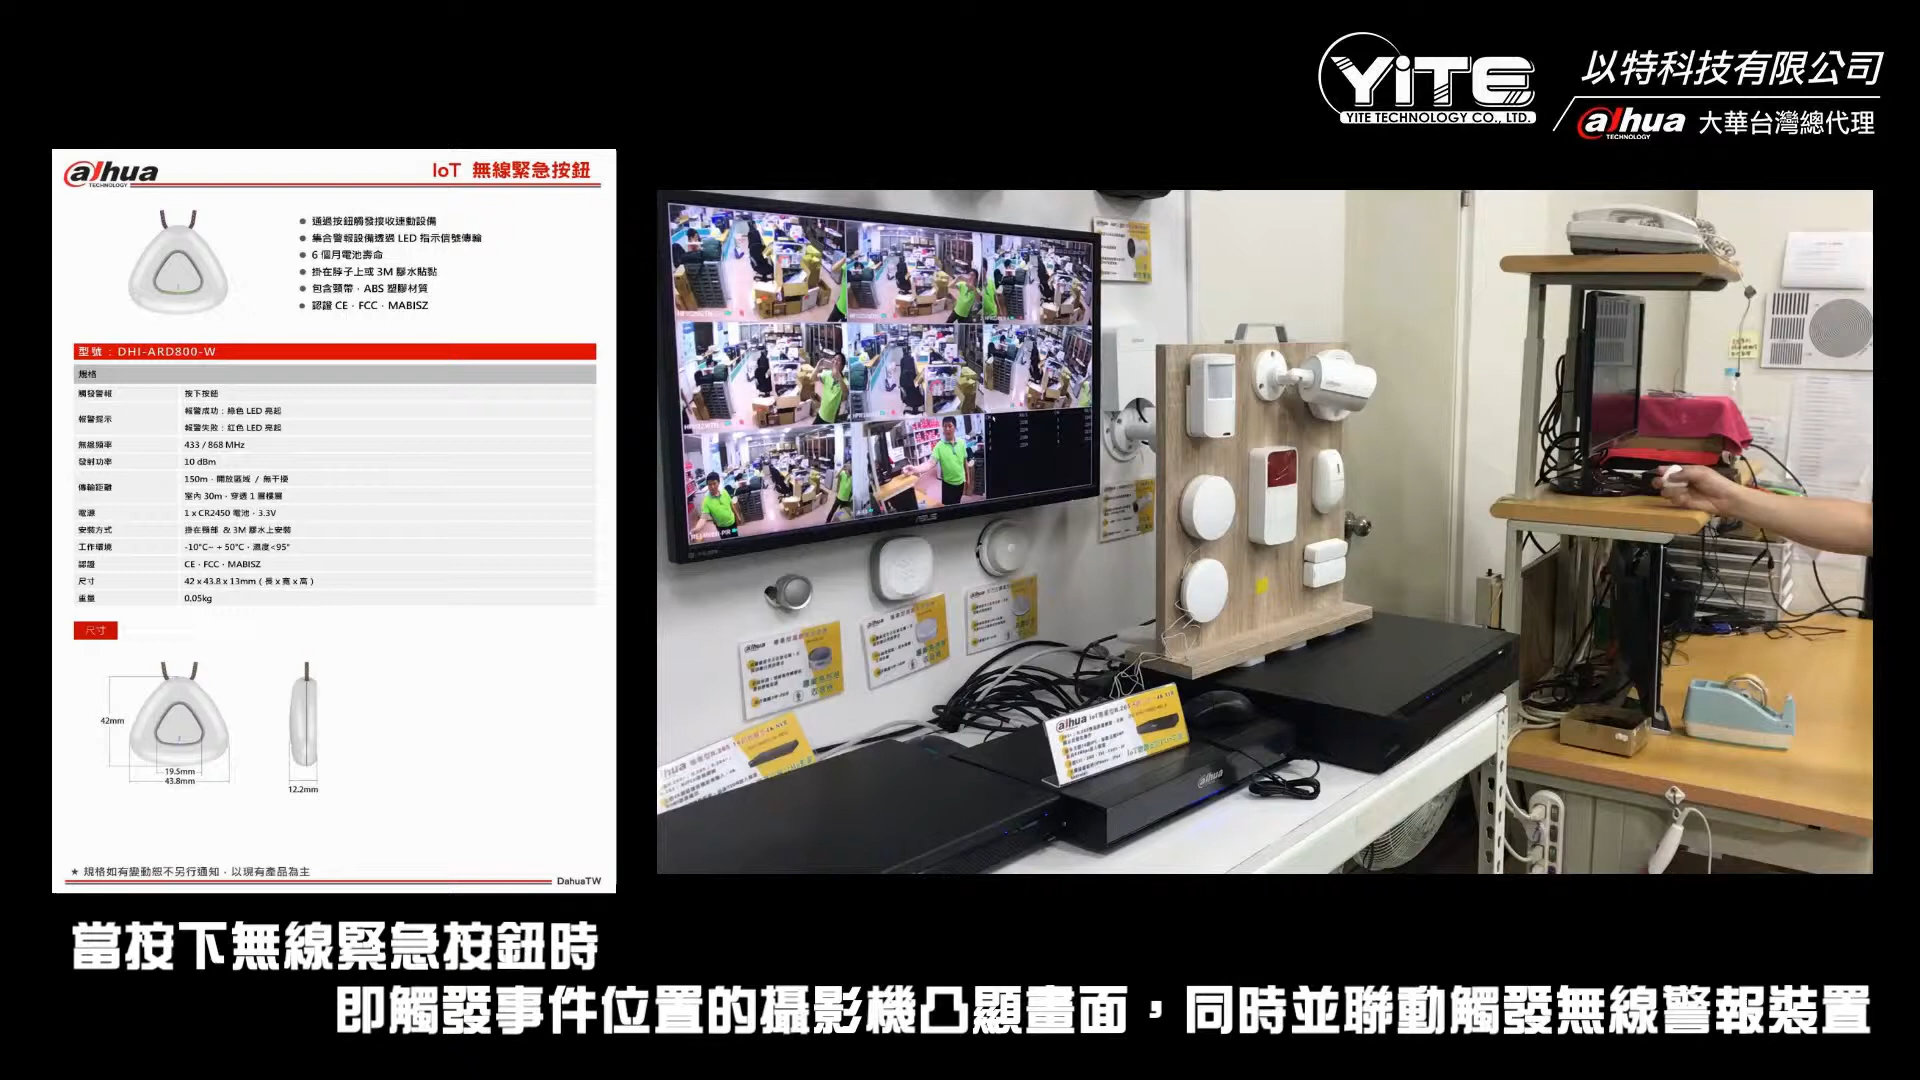 YiTE
YITE TECHNOLOGY CO., LTD.
以特科技有限公司
alhua TECHNOLOGY 大華台灣總代理
alhua
TECHNOLOGY
IoT 無線緊急按鈕
● 通過按鈕觸發接收連動設備
● 集合警報設備透過 LED 指示信號傳輸
● 6 個月電池壽命
● 掛在脖子上或 3M 膠水貼黏
● 包含頸帶，ABS 塑膠材質
● 認證 CE、FCC、MABISZ
型號：DHI-ARD800-W
規格
觸發警報 按下按鈕
報警提示 報警成功：綠色 LED 亮起
報警失敗：紅色 LED 亮起
無線頻率 433 / 868 MHz
發射功率 10 dBm
傳輸距離 150m，開放區域 / 無干擾
室內 30m，穿透 1 層樓層
電源 1 x CR2450 電池，3.3V
安裝方式 掛在頸部 & 3M 膠水上安裝
工作環境 -10°C~ + 50°C，濕度<95°
認證 CE、FCC、MABISZ
尺寸 42 x 43.8 x 13mm ( 長 x 寬 x 高 )
重量 0.05kg
尺寸
42mm
19.5mm
43.8mm
12.2mm
★ 規格如有變動恕不另行通知，以現有產品為主
DahuaTW
ASUS
alhua
alhua
當按下無線緊急按鈕時
即觸發事件位置的攝影機凸顯畫面，同時並聯動觸發無線警報裝置